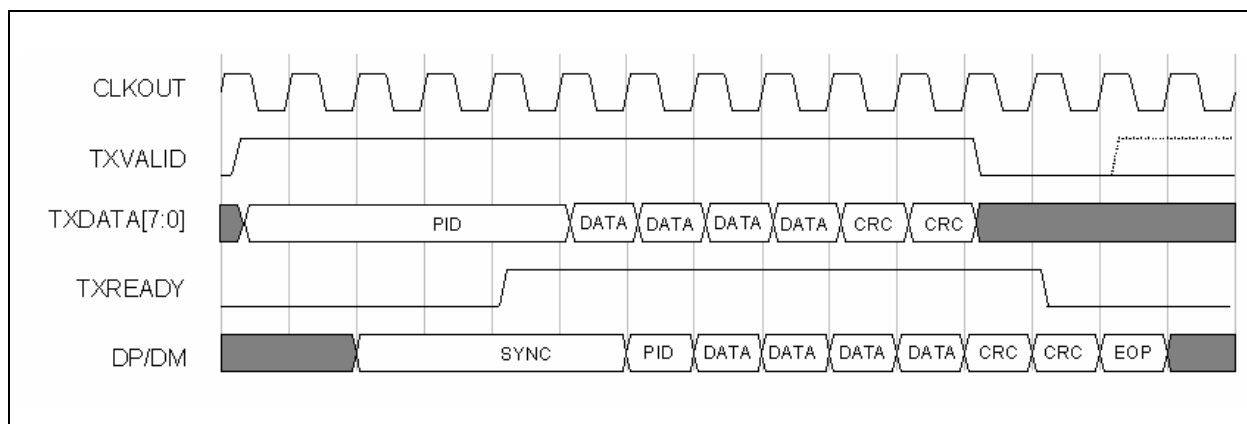 CLKOUT
TXVALID
TXDATA[7:0] PID DATA DATA DATA DATA CRC CRC
TXREADY
DP/DM SYNC PID DATA DATA DATA DATA CRC CRC EOP